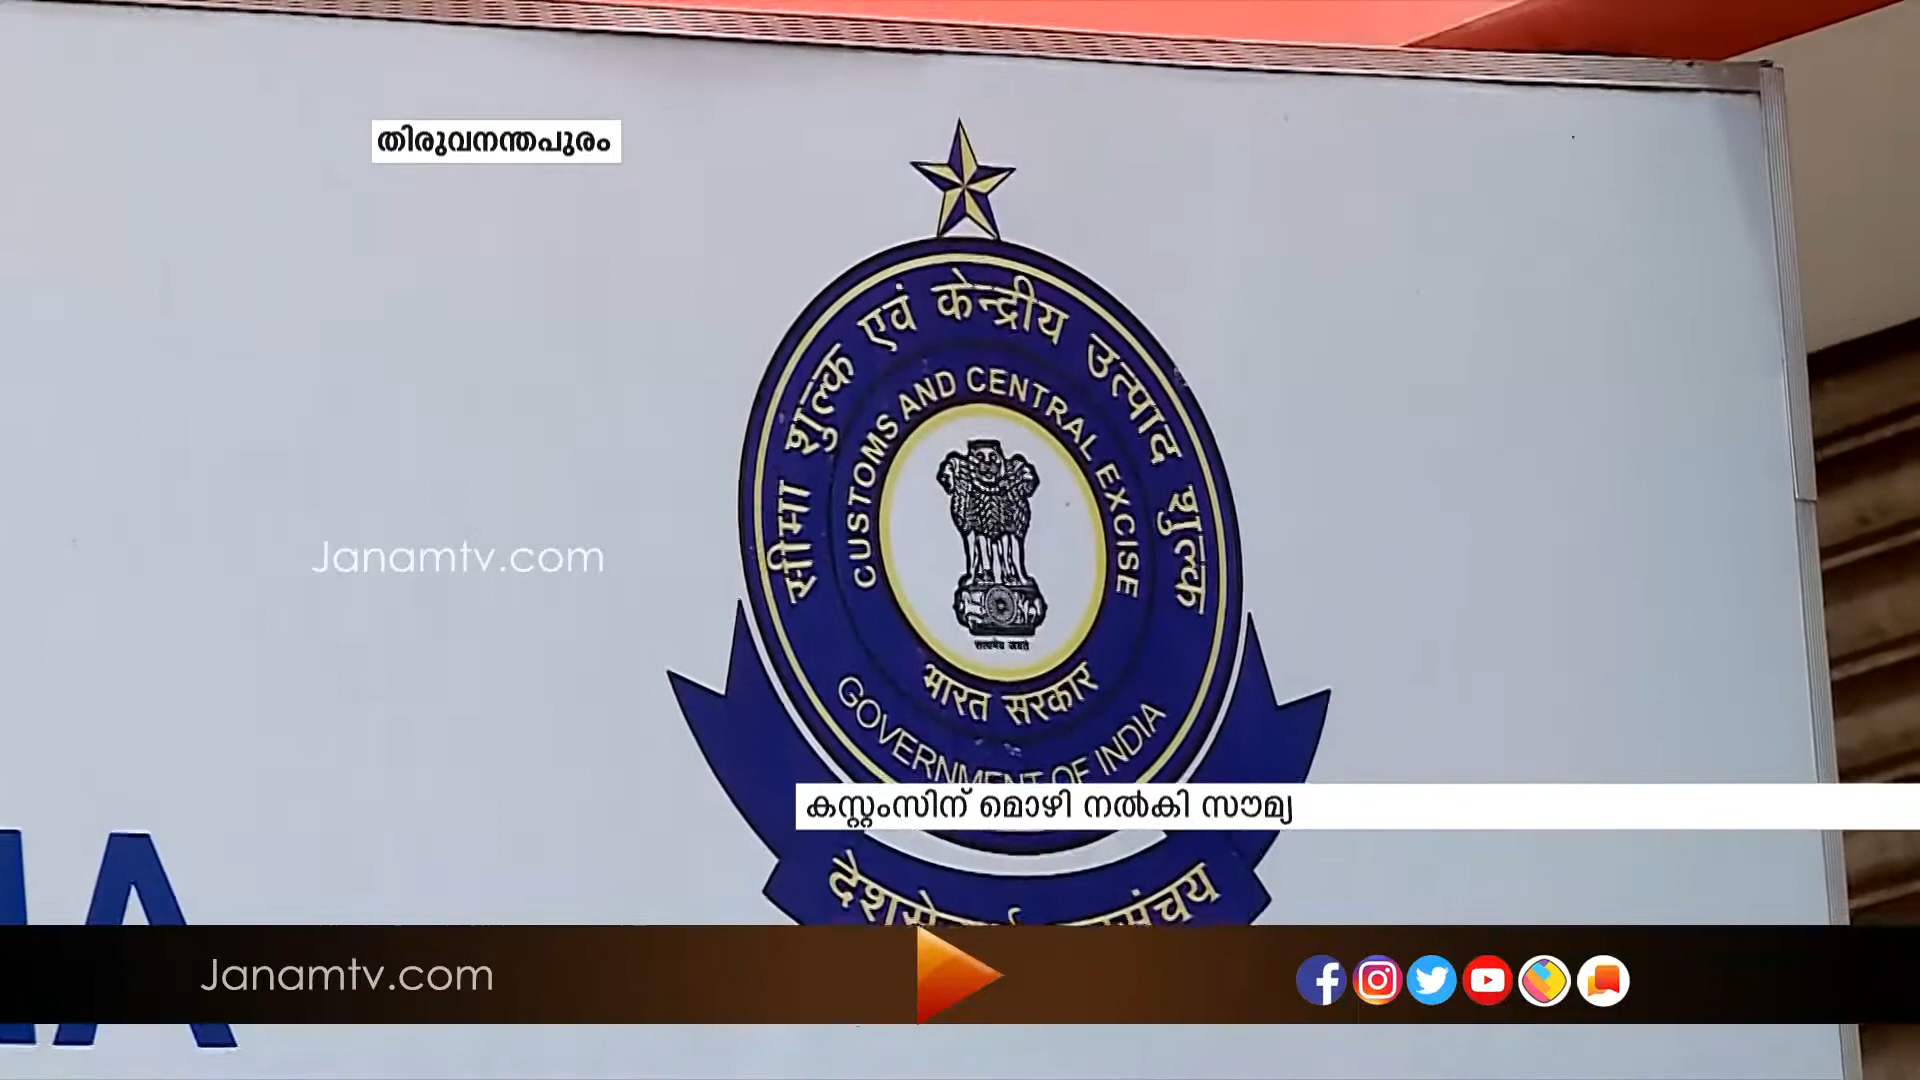 തിരുവനന്തപുരം
सीमा शुल्क एवं केन्द्रीय उत्पाद शुल्क
CUSTOMS AND CENTRAL EXCISE
Janamtv.com
सत्यमेव जयते
भारत सरकार
GOVERNMENT OF INDIA
കസ്റ്റംസിന് മൊഴി നൽകി സൗമ്യ
Janamtv.com